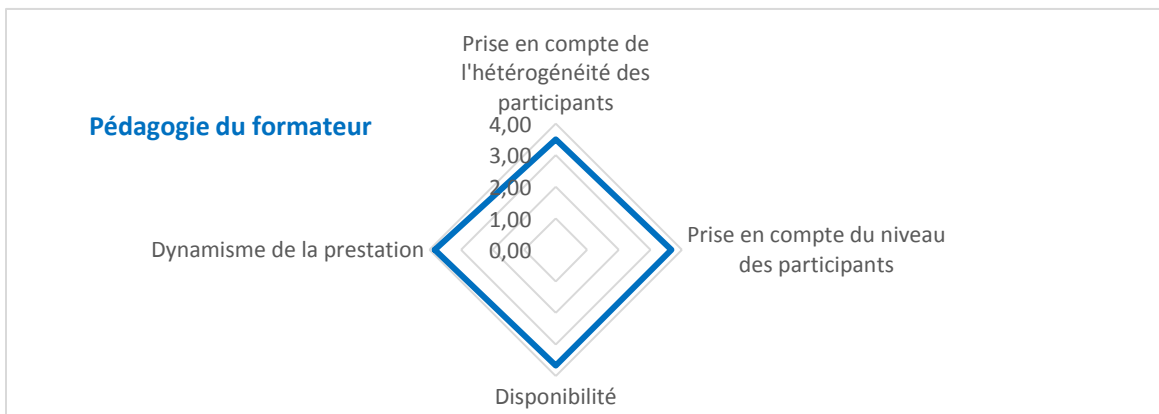 Prise en compte de
l'hétérogénéité des
participants
Pédagogie du formateur
4,00
3,00
2,00
1,00
0,00
Dynamisme de la prestation
Prise en compte du niveau
des participants
Disponibilité